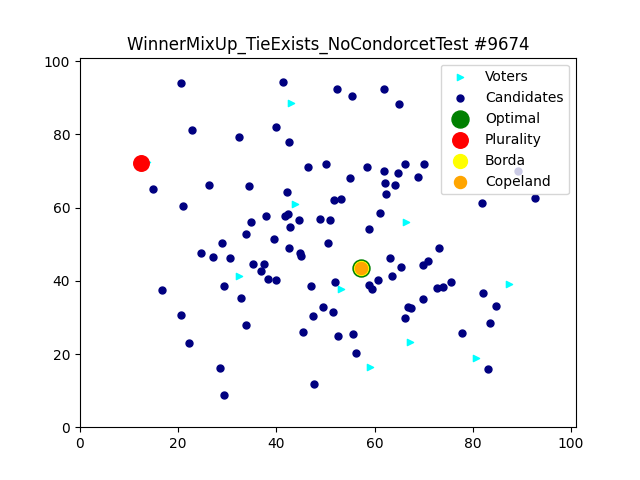 WinnerMixUp_TieExists_NoCondorcetTest #9674
100
80
60
40
20
0
0 20 40 60 80 100
Voters
Candidates
Optimal
Plurality
Borda
Copeland